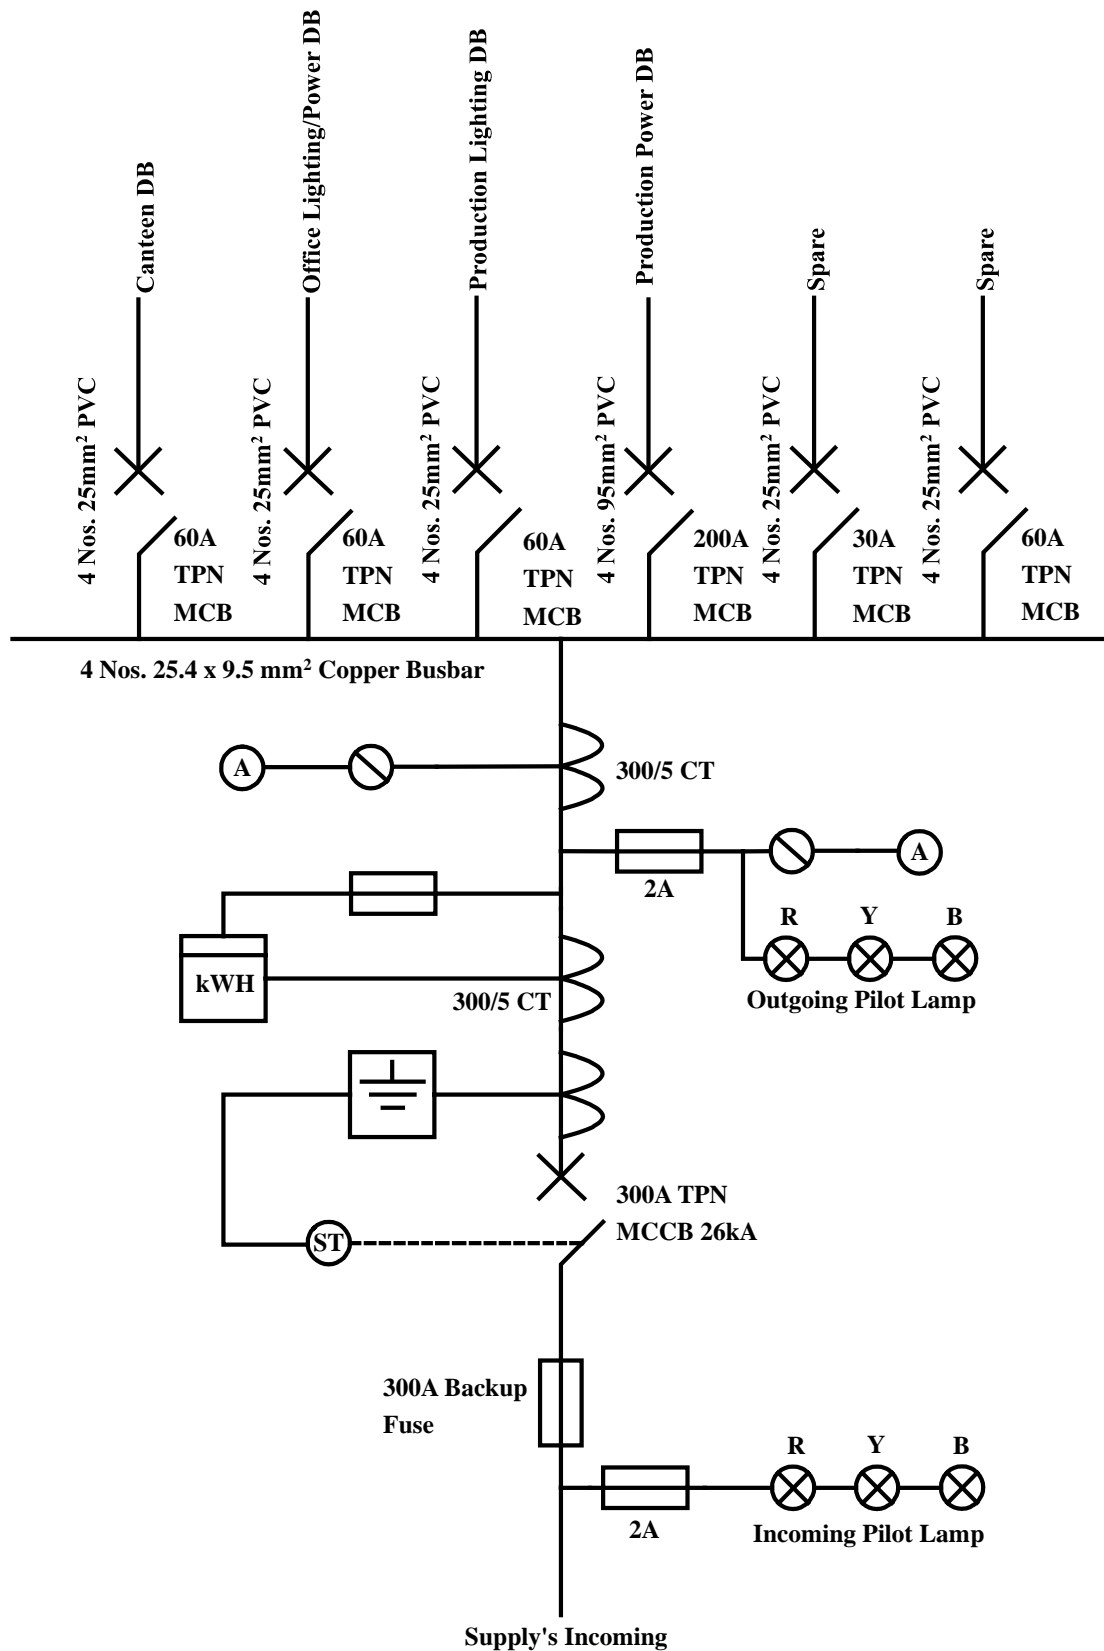 Canteen DB
Office Lighting/Power DB
Production Lighting DB
Production Power DB
Spare
Spare
4 Nos. 25mm² PVC
4 Nos. 25mm² PVC
4 Nos. 25mm² PVC
4 Nos. 95mm² PVC
4 Nos. 25mm² PVC
4 Nos. 25mm² PVC
60A
TPN
MCB
60A
TPN
MCB
60A
TPN
MCB
200A
TPN
MCB
30A
TPN
MCB
60A
TPN
MCB
4 Nos. 25.4 x 9.5 mm² Copper Busbar
A
300/5 CT
2A
A
R Y B
Outgoing Pilot Lamp
kWH
300/5 CT
300A TPN
MCCB 26kA
ST
300A Backup
Fuse
R Y B
2A
Incoming Pilot Lamp
Supply's Incoming